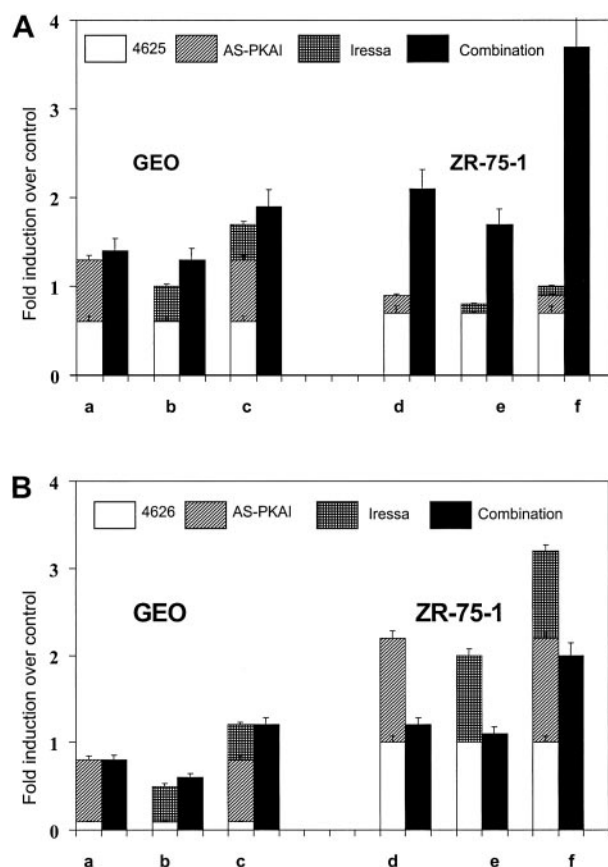 A
4
3
2
1
0
Fold induction over control
4625 AS-PKAI Iressa Combination
GEO ZR-75-1
a b c d e f
B
4
3
2
1
0
Fold induction over control
4626 AS-PKAI Iressa Combination
GEO ZR-75-1
a b c d e f